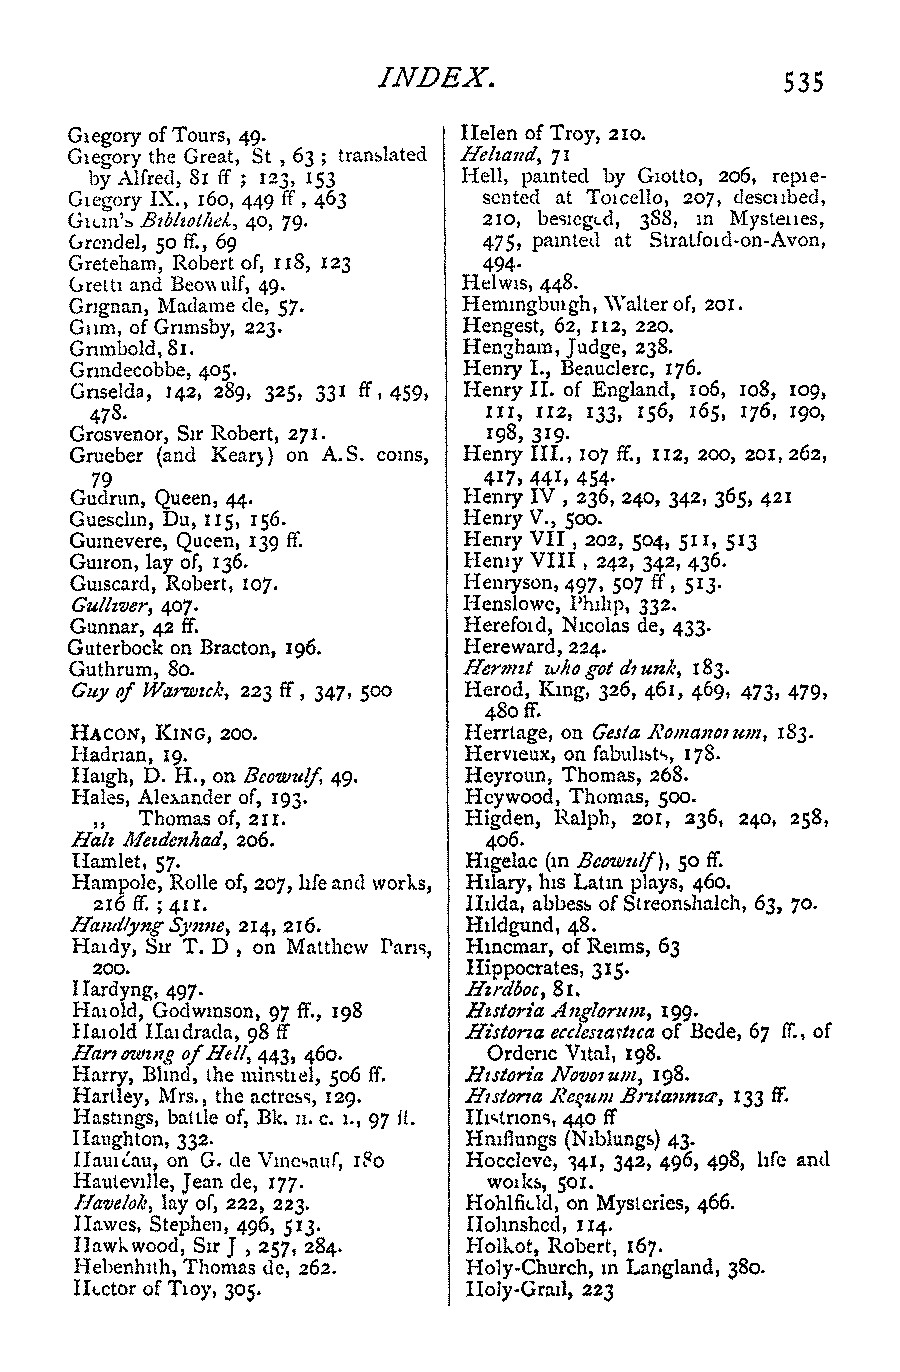 INDEX.
535
Gregory of Tours, 49.
Gregory the Great, St , 63 ; translated
by Alfred, 81 ff ; 123, 153
Gregory IX., 160, 449 ff , 463
Grein's Bibliothek, 40, 79.
Grendel, 50 ff., 69
Greteham, Robert of, 118, 123
Gretti and Beowulf, 49.
Grignan, Madame de, 57.
Grim, of Grimsby, 223.
Grimbold, 81.
Grindecobbe, 405.
Griselda, 142, 289, 325, 331 ff , 459,
478.
Grosvenor, Sir Robert, 271.
Grueber (and Keary) on A.S. coins,
79
Gudrun, Queen, 44.
Guesclin, Du, 115, 156.
Guinevere, Queen, 139 ff.
Guiron, lay of, 136.
Guiscard, Robert, 107.
Gulliver, 407.
Gunnar, 42 ff.
Guterbock on Bracton, 196.
Guthrum, 80.
Guy of Warwick, 223 ff , 347, 500
HACON, KING, 200.
Hadrian, 19.
Haigh, D. H., on Beowulf, 49.
Hales, Alexander of, 193.
,, Thomas of, 211.
Hali Meidenhad, 206.
Hamlet, 57.
Hampole, Rolle of, 207, life and works,
216 ff. ; 411.
Handlyng Synne, 214, 216.
Hardy, Sir T. D , on Matthew Paris,
200.
Hardyng, 497.
Harold, Godwinson, 97 ff., 198
Harold Hardrada, 98 ff
Harrowing of Hell, 443, 460.
Harry, Blind, the minstrel, 506 ff.
Hartley, Mrs., the actress, 129.
Hastings, battle of, Bk. ii. c. i., 97 ff.
Haughton, 332.
Hauréau, on G. de Vinesauf, 180
Hauteville, Jean de, 177.
Havelok, lay of, 222, 223.
Hawes, Stephen, 496, 513.
Hawkwood, Sir J , 257, 284.
Hebenhith, Thomas de, 262.
Hector of Troy, 305.
Helen of Troy, 210.
Heliand, 71
Hell, painted by Giotto, 206, repre-
sented at Torcello, 207, described,
210, besieged, 388, in Mysteries,
475, painted at Stratford-on-Avon,
494.
Helwis, 448.
Hemingburgh, Walter of, 201.
Hengest, 62, 112, 220.
Henȝham, Judge, 238.
Henry I., Beauclerc, 176.
Henry II. of England, 106, 108, 109,
111, 112, 133, 156, 165, 176, 190,
198, 319.
Henry III., 107 ff., 112, 200, 201, 262,
417, 441, 454.
Henry IV , 236, 240, 342, 365, 421
Henry V., 500.
Henry VII , 202, 504, 511, 513
Henry VIII , 242, 342, 436.
Henryson, 497, 507 ff , 513.
Henslowe, Philip, 332.
Hereford, Nicolas de, 433.
Hereward, 224.
Hermit who got drunk, 183.
Herod, King, 326, 461, 469, 473, 479,
480 ff.
Herrtage, on Gesta Romanorum, 183.
Hervieux, on fabulists, 178.
Heyroun, Thomas, 268.
Heywood, Thomas, 500.
Higden, Ralph, 201, 236, 240, 258,
406.
Higelac (in Beowulf), 50 ff.
Hilary, his Latin plays, 460.
Hilda, abbess of Streonshalch, 63, 70.
Hildgund, 48.
Hincmar, of Reims, 63
Hippocrates, 315.
Hirdboc, 81.
Historia Anglorum, 199.
Historia ecclesiastica of Bede, 67 ff., of
Orderic Vital, 198.
Historia Novorum, 198.
Historia Regum Britanniæ, 133 ff.
Histrions, 440 ff
Hniflungs (Niblungs) 43.
Hoccleve, 341, 342, 496, 498, life and
works, 501.
Hohlfield, on Mysteries, 466.
Holinshed, 114.
Holkot, Robert, 167.
Holy-Church, in Langland, 380.
Holy-Grail, 223